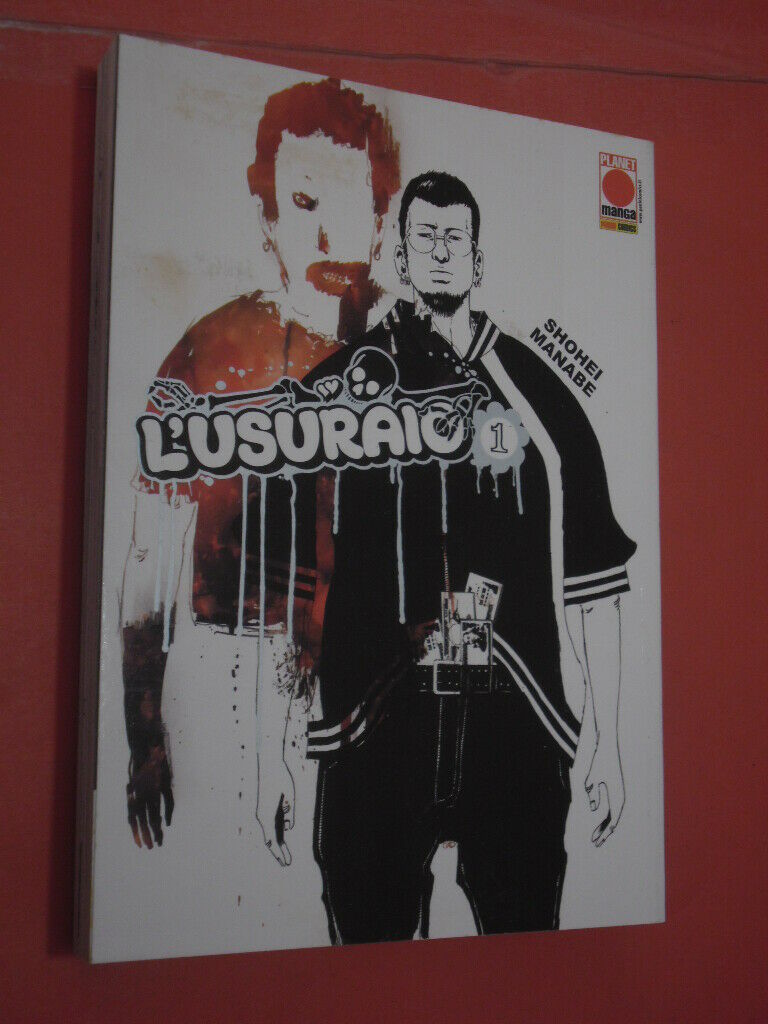 PLANET
manga
PANINI COMICS
SHOHEI
MANABE
L'USURAIO
1